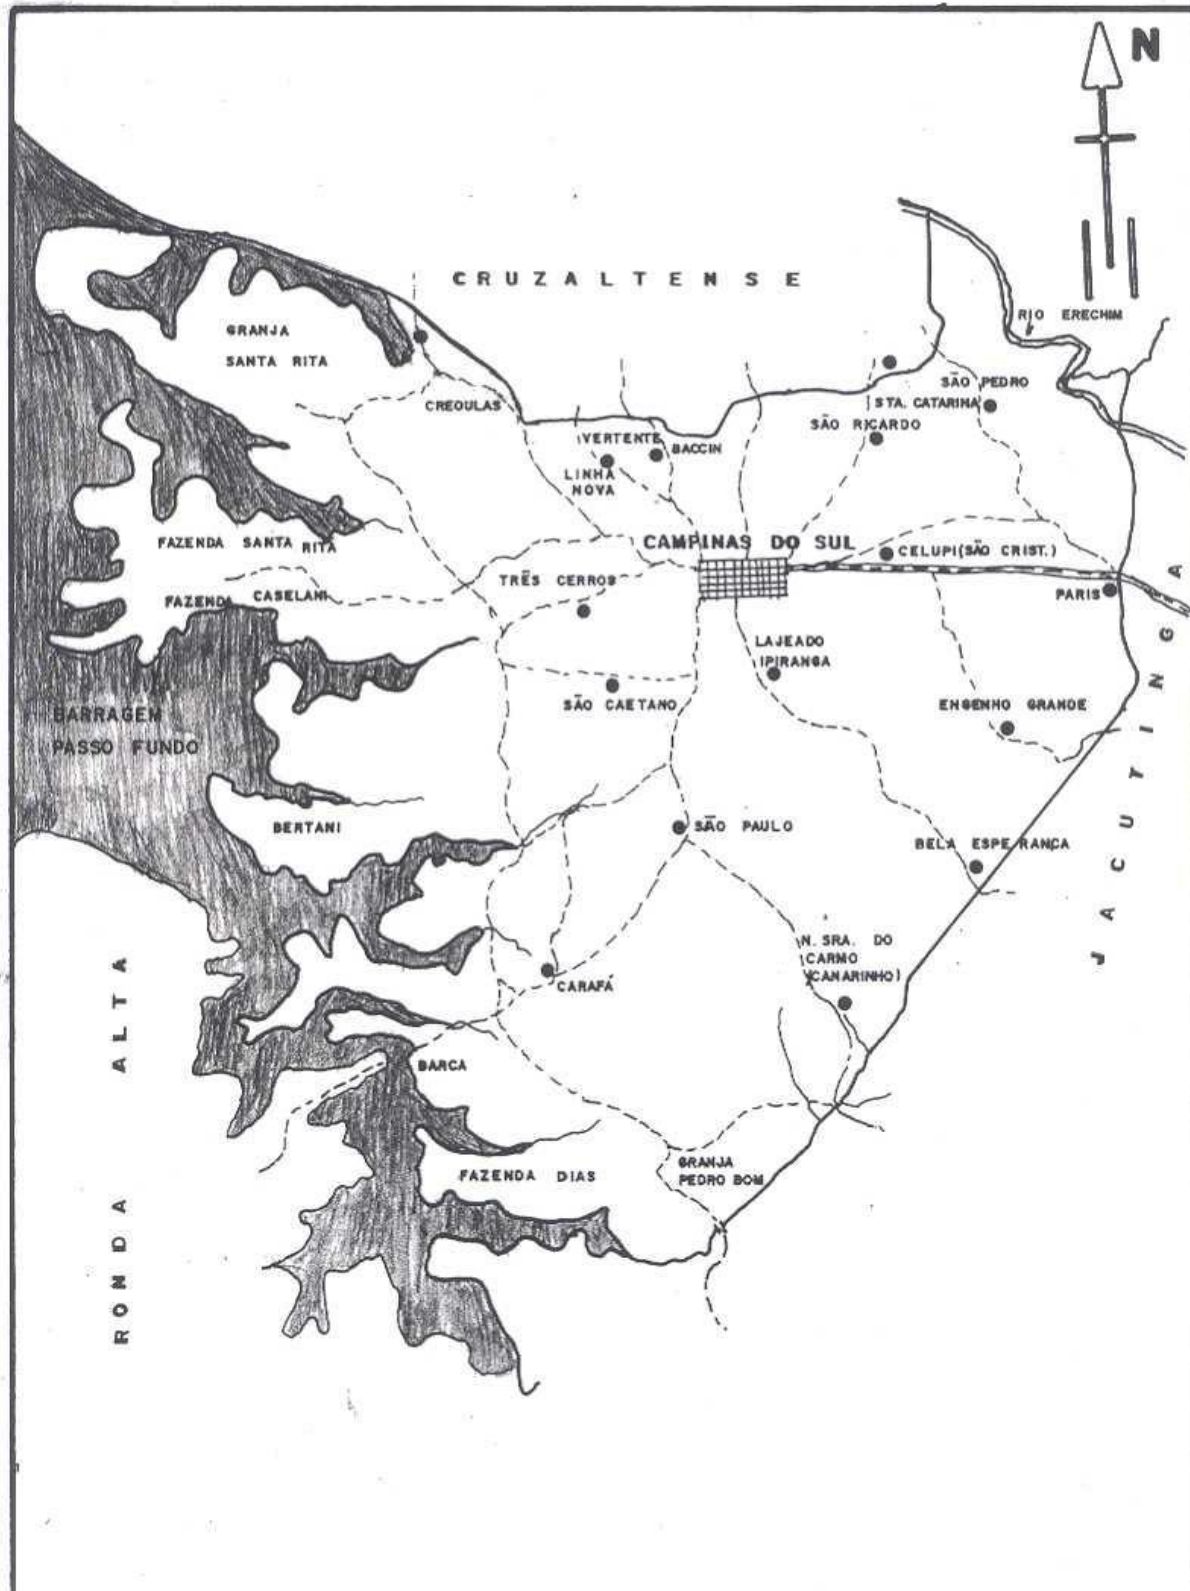 N
CRUZALTENSE
RIO ERECHIM
GRANJA
SANTA RITA
CREOULAS
SÃO PEDRO
STA. CATARINA
SÃO RICARDO
VERTENTE
BACCIN
LINHA
NOVA
FAZENDA SANTA RITA
CAMPINAS DO SUL
CELUPI (SÃO CRIST.)
TRÊS CERROS
FAZENDA CASELANI
PARIS
LAJEADO
IPIRANGA
SÃO CAETANO
ENGENHO GRANDE
JACUTINGA
BARRAGEM
PASSO FUNDO
BERTANI
SÃO PAULO
BELA ESPERANÇA
N. SRA. DO
CARMO
(CANARINHO)
CARAFÁ
BARCA
RONDA ALTA
FAZENDA DIAS
GRANJA
PEDRO BOM